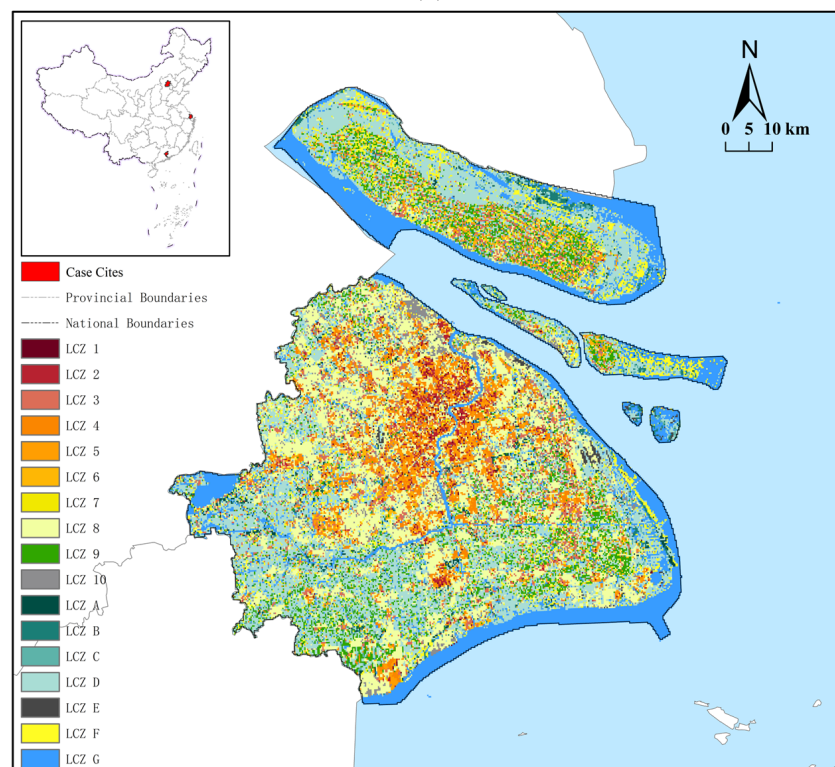 N
0 5 10 km
Case Cites
Provincial Boundaries
National Boundaries
LCZ 1
LCZ 2
LCZ 3
LCZ 4
LCZ 5
LCZ 6
LCZ 7
LCZ 8
LCZ 9
LCZ 10
LCZ A
LCZ B
LCZ C
LCZ D
LCZ E
LCZ F
LCZ G